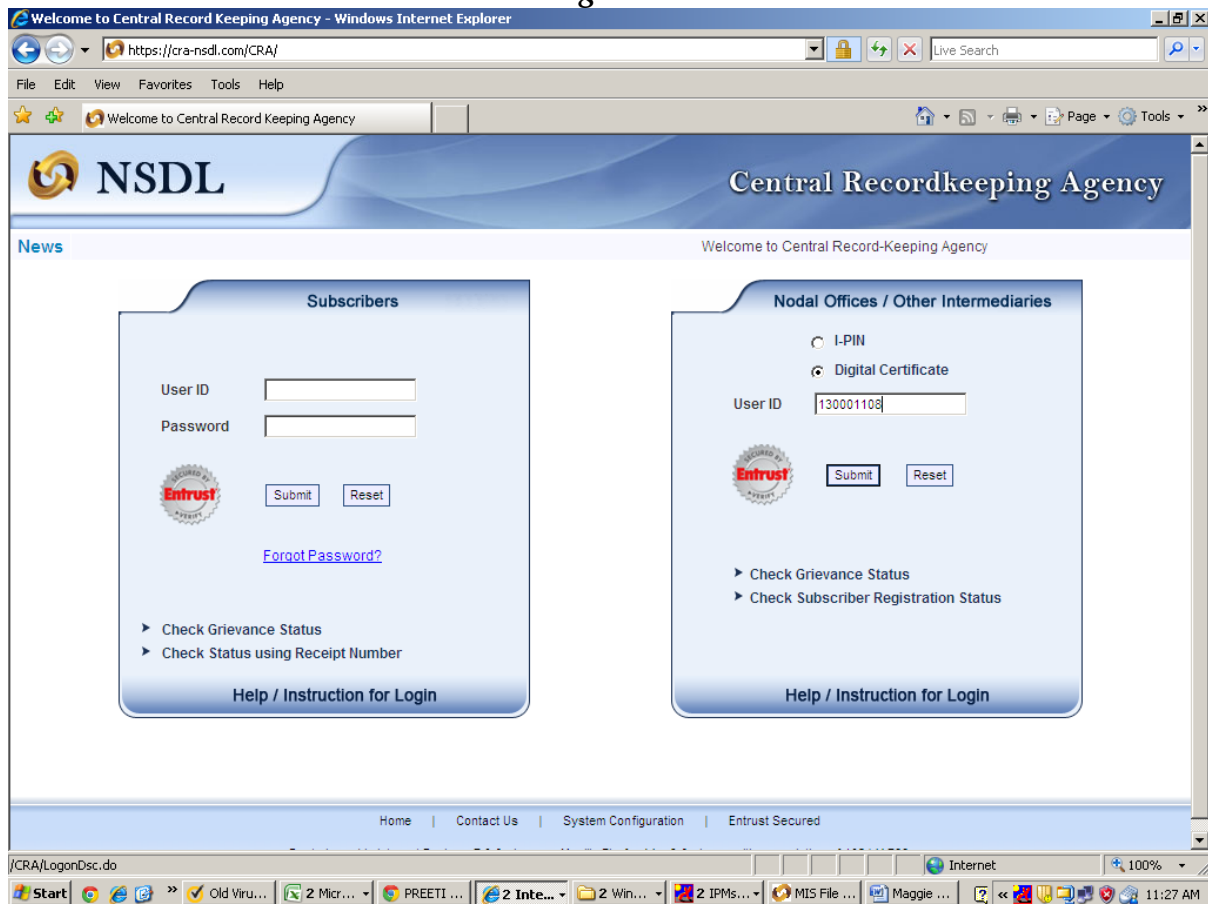 Welcome to Central Record Keeping Agency - Windows Internet Explorer
https://cra-nsdl.com/CRA/
Live Search
File Edit View Favorites Tools Help
Welcome to Central Record Keeping Agency
Page Tools
NSDL
Central Recordkeeping Agency
News
Welcome to Central Record-Keeping Agency
Subscribers
User ID
Password
SECURED BY
Entrust
VERIFY
Submit Reset
Forgot Password?
Check Grievance Status
Check Status using Receipt Number
Help / Instruction for Login
Nodal Offices / Other Intermediaries
I-PIN
Digital Certificate
User ID 130001108
SECURED BY
Entrust
VERIFY
Submit Reset
Check Grievance Status
Check Subscriber Registration Status
Help / Instruction for Login
Home | Contact Us | System Configuration | Entrust Secured
/CRA/LogonDsc.do
Internet
100%
Start
Old Viru...
2 Micr...
PREETI ...
2 Inte...
2 Win...
2 IPMs...
MIS File ...
Maggie ...
11:27 AM